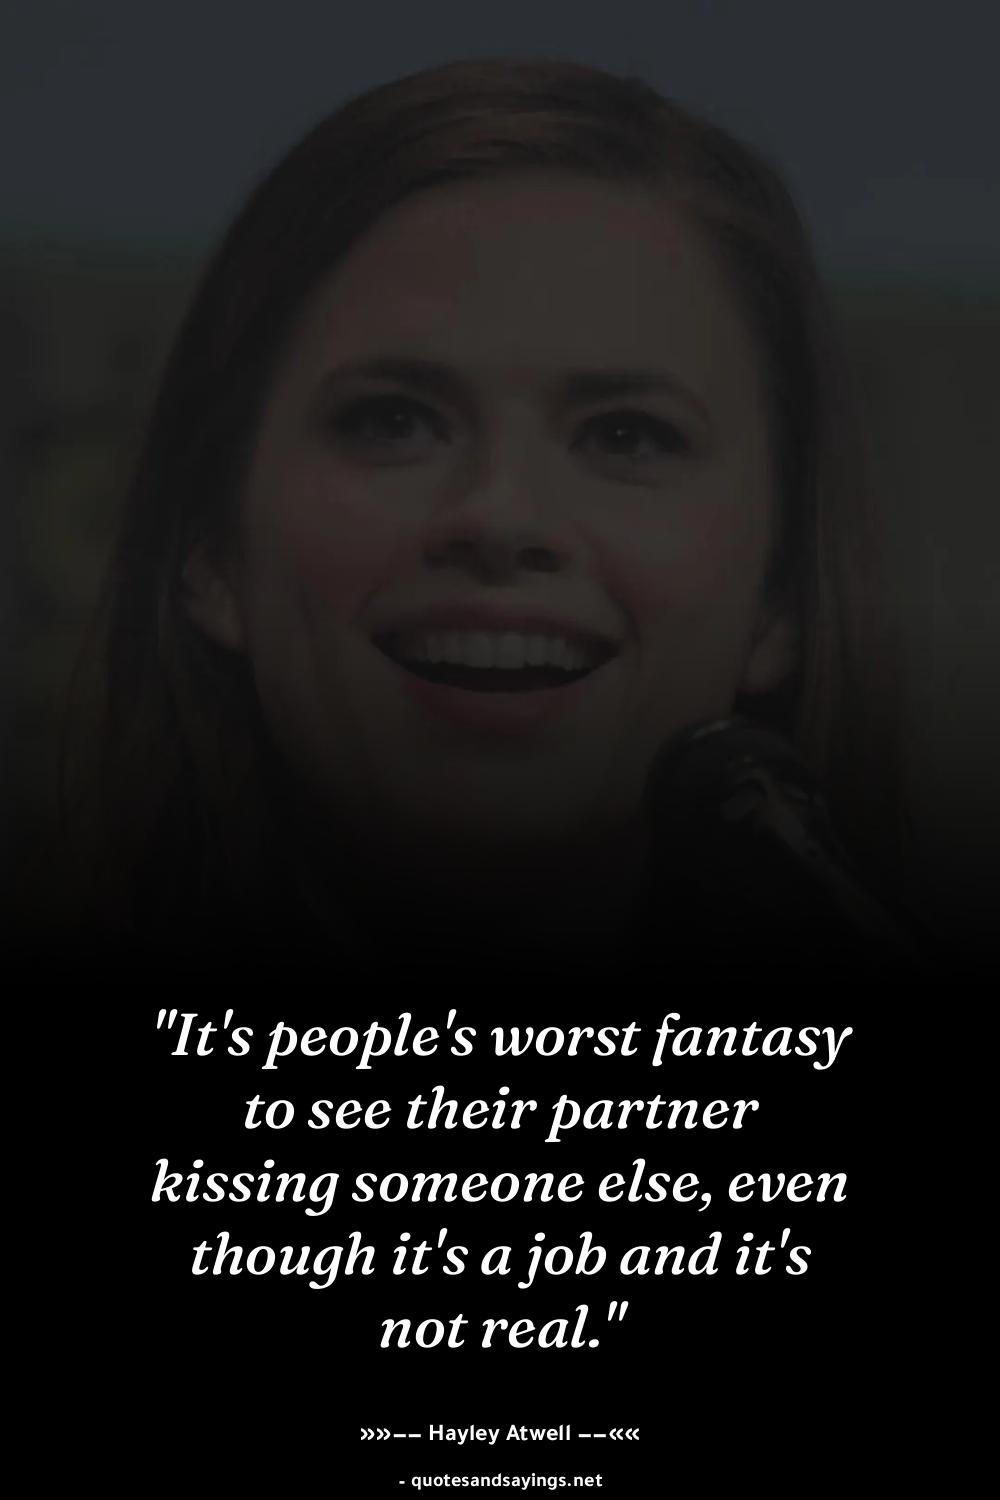 "It's people's worst fantasy
to see their partner
kissing someone else, even
though it's a job and it's
not real."
»»−− Hayley Atwell −−««
- quotesandsayings.net